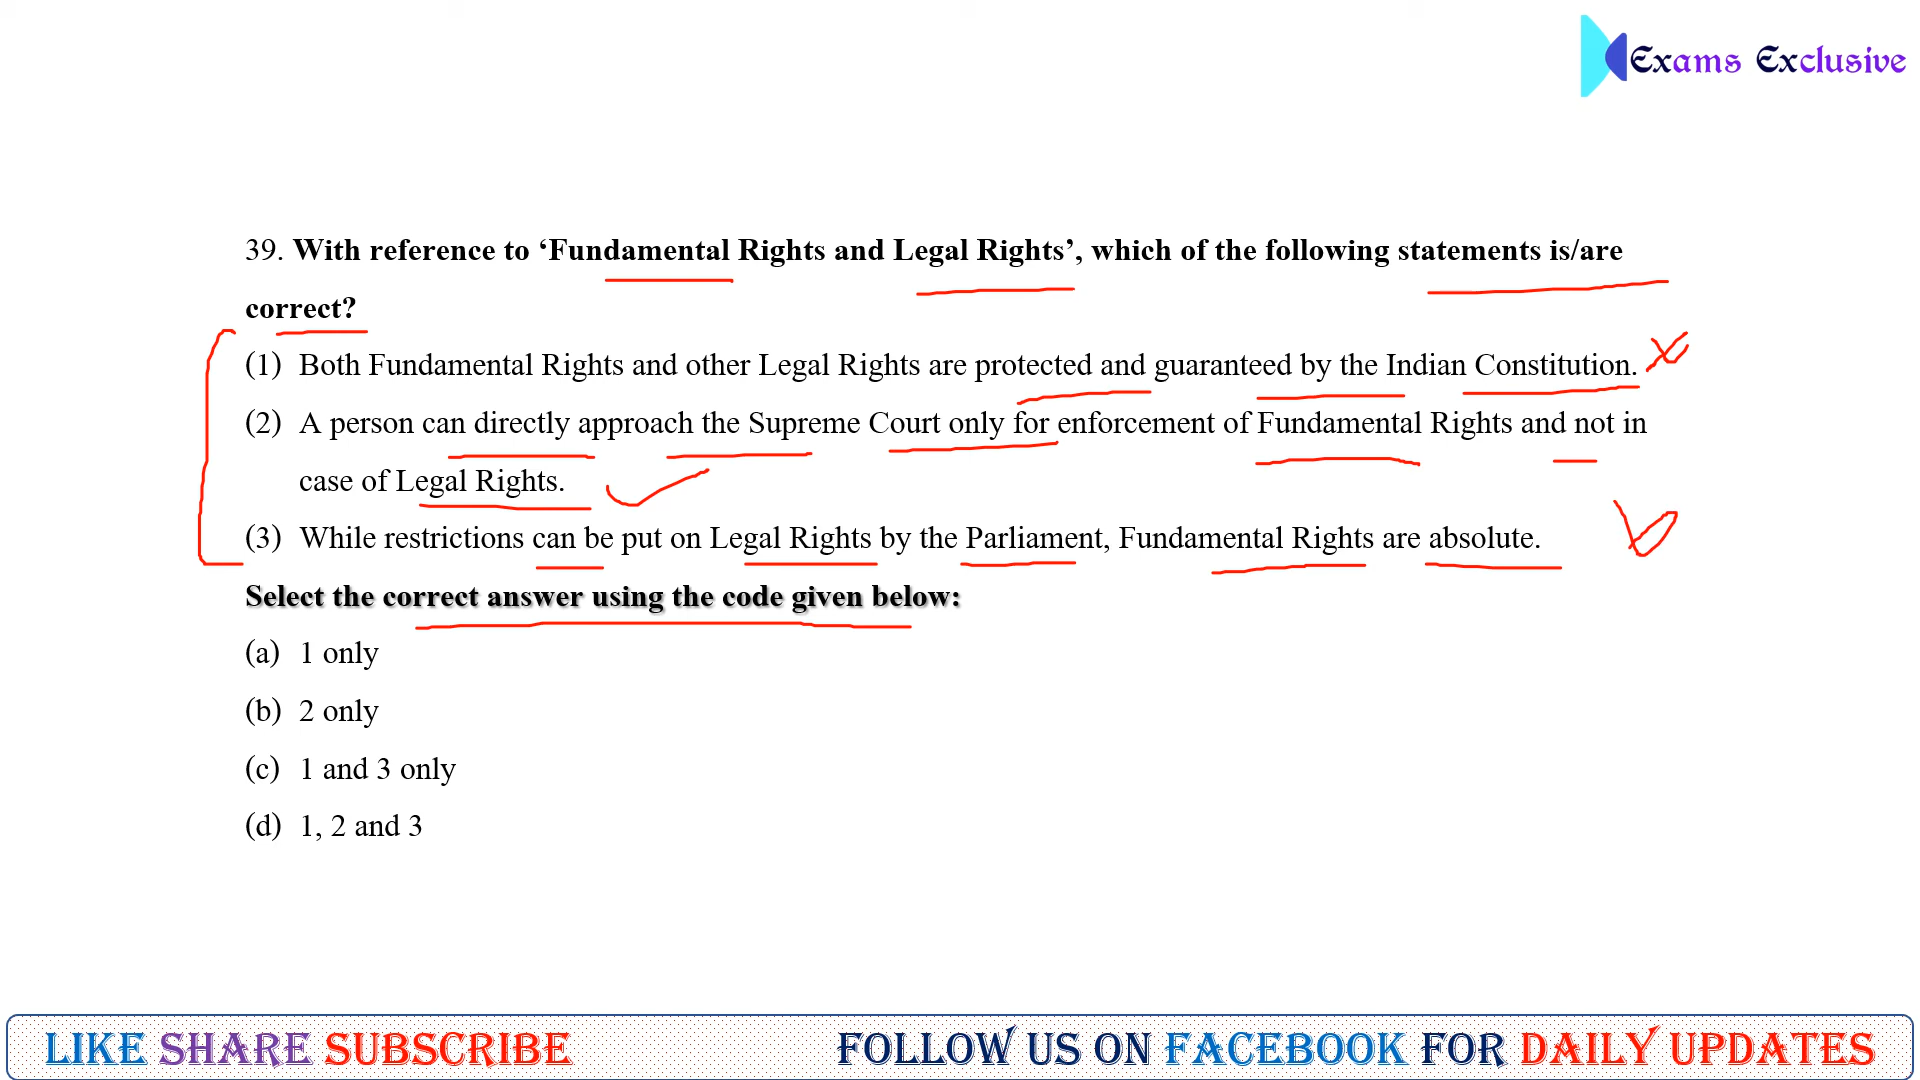 Exams Exclusive
39. With reference to ‘Fundamental Rights and Legal Rights’, which of the following statements is/are
correct?
(1) Both Fundamental Rights and other Legal Rights are protected and guaranteed by the Indian Constitution.
(2) A person can directly approach the Supreme Court only for enforcement of Fundamental Rights and not in
case of Legal Rights.
(3) While restrictions can be put on Legal Rights by the Parliament, Fundamental Rights are absolute.
Select the correct answer using the code given below:
(a) 1 only
(b) 2 only
(c) 1 and 3 only
(d) 1, 2 and 3
LIKE SHARE SUBSCRIBE FOLLOW US ON FACEBOOK FOR DAILY UPDATES